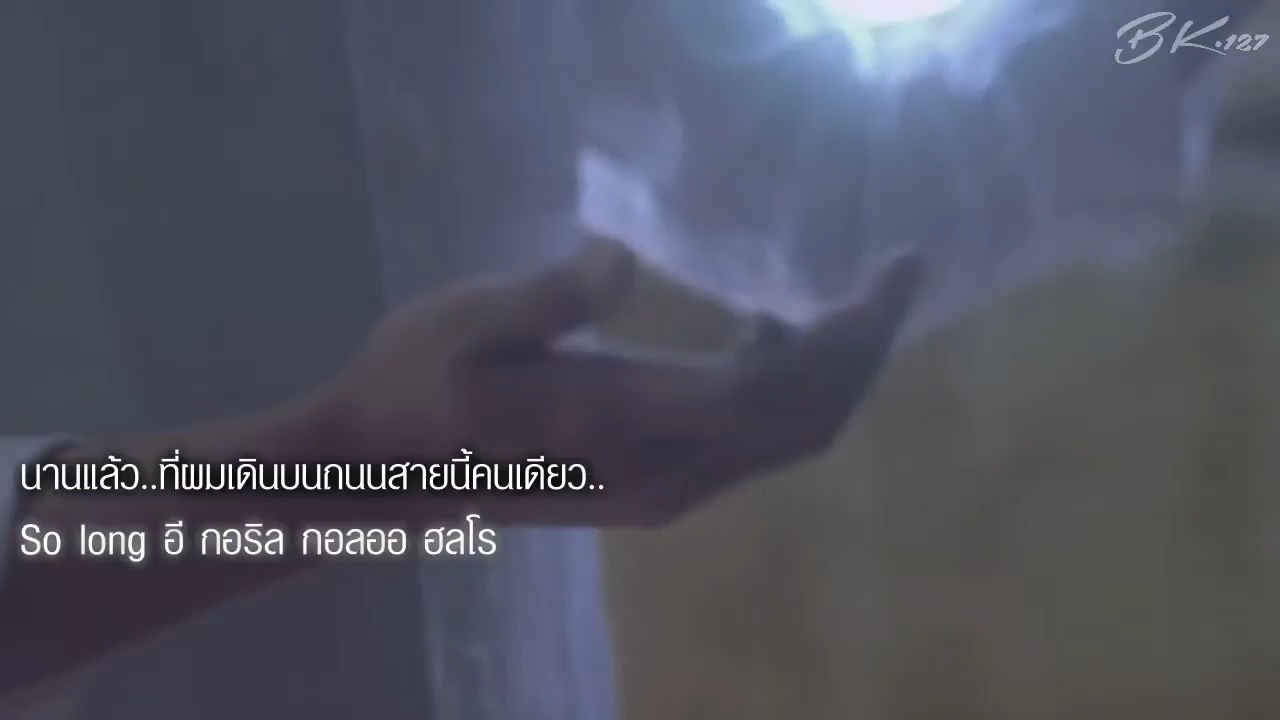 BK.127
นานแล้ว..ที่ผมเดินบนถนนสายนี้คนเดียว..
So long อี กอริล กอลออ ฮลโร